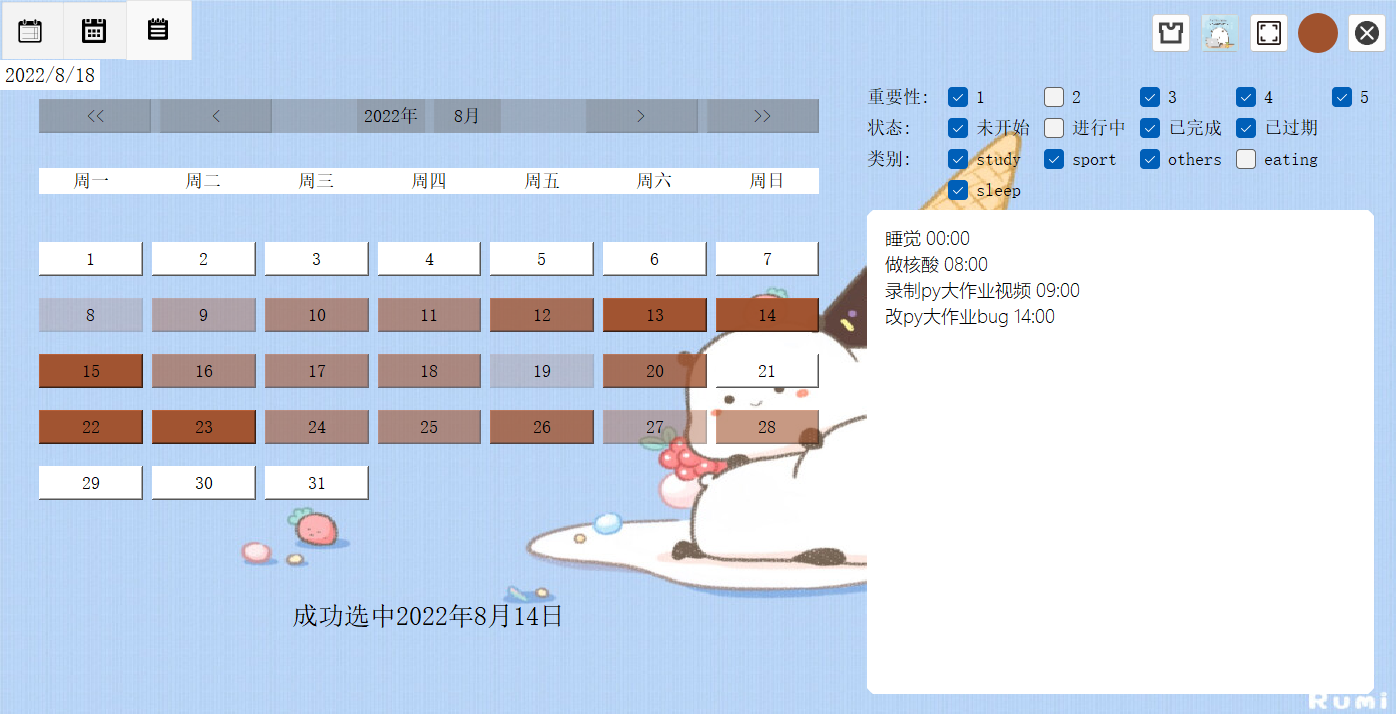 2022/8/18
<< < 2022年 8月 > >>
周一 周二 周三 周四 周五 周六 周日
1 2 3 4 5 6 7
8 9 10 11 12 13 14
15 16 17 18 19 20 21
22 23 24 25 26 27 28
29 30 31
成功选中2022年8月14日
重要性: 1 2 3 4 5
状态: 未开始 进行中 已完成 已过期
类别: study sport others eating
sleep
睡觉 00:00
做核酸 08:00
录制py大作业视频 09:00
改py大作业bug 14:00
Rumi